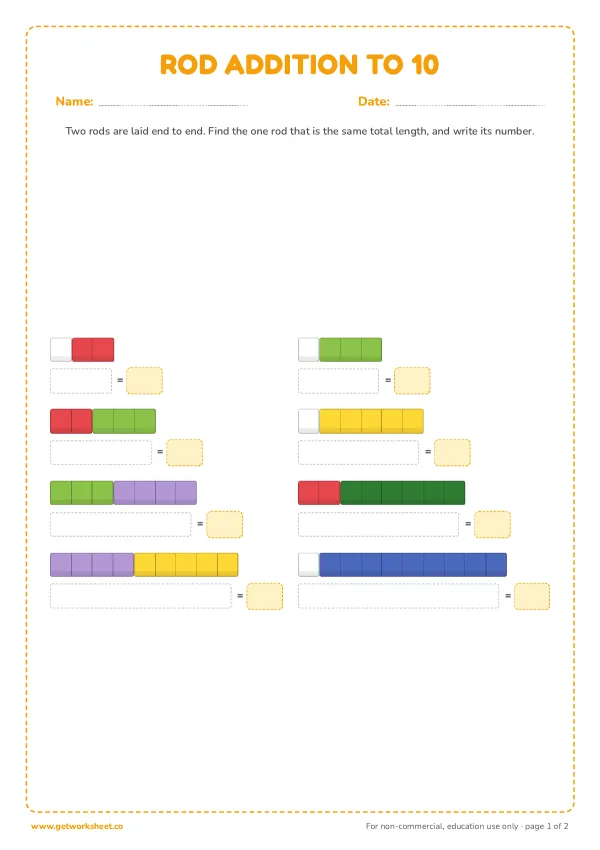 ROD ADDITION TO 10
Name: Date:
Two rods are laid end to end. Find the one rod that is the same total length, and write its number.
= =
= =
= =
= =
www.getworksheet.co For non-commercial, education use only · page 1 of 2